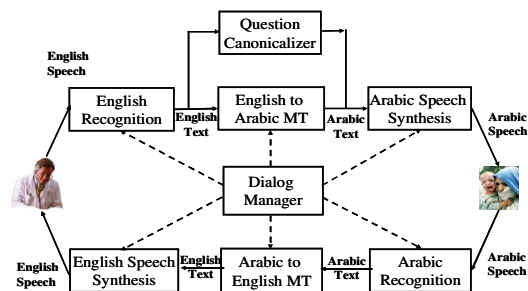 Question
Canonicalizer
English
Speech
English
Recognition
English
Text
English to
Arabic MT
Arabic
Text
Arabic Speech
Synthesis
Arabic
Speech
Dialog
Manager
English Speech
English Speech
Synthesis
English
Text
Arabic to
English MT
Arabic
Text
Arabic
Recognition
Arabic
Speech